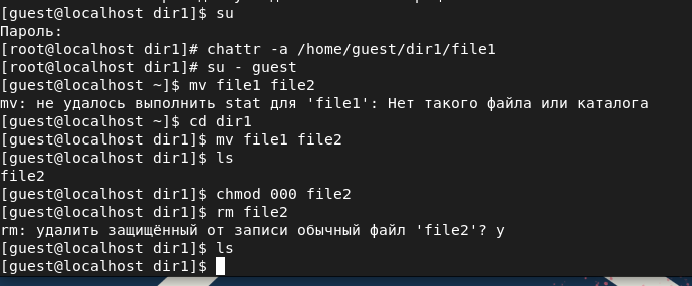 [guest@localhost dir1]$ su
Пароль:
[root@localhost dir1]# chattr -a /home/guest/dir1/file1
[root@localhost dir1]# su - guest
[guest@localhost ~]$ mv file1 file2
mv: не удалось выполнить stat для 'file1': Нет такого файла или каталога
[guest@localhost ~]$ cd dir1
[guest@localhost dir1]$ mv file1 file2
[guest@localhost dir1]$ ls
file2
[guest@localhost dir1]$ chmod 000 file2
[guest@localhost dir1]$ rm file2
rm: удалить защищённый от записи обычный файл 'file2'? y
[guest@localhost dir1]$ ls
[guest@localhost dir1]$